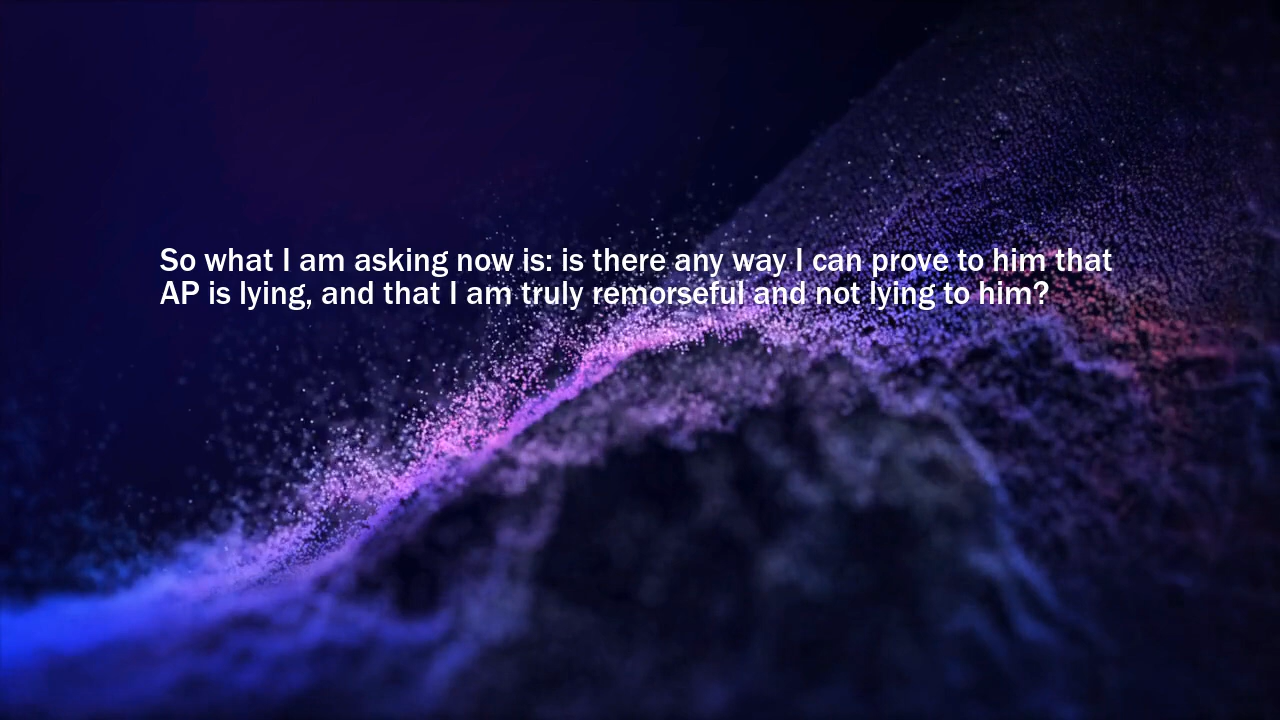 So what I am asking now is: is there any way I can prove to him that
AP is lying, and that I am truly remorseful and not lying to him?